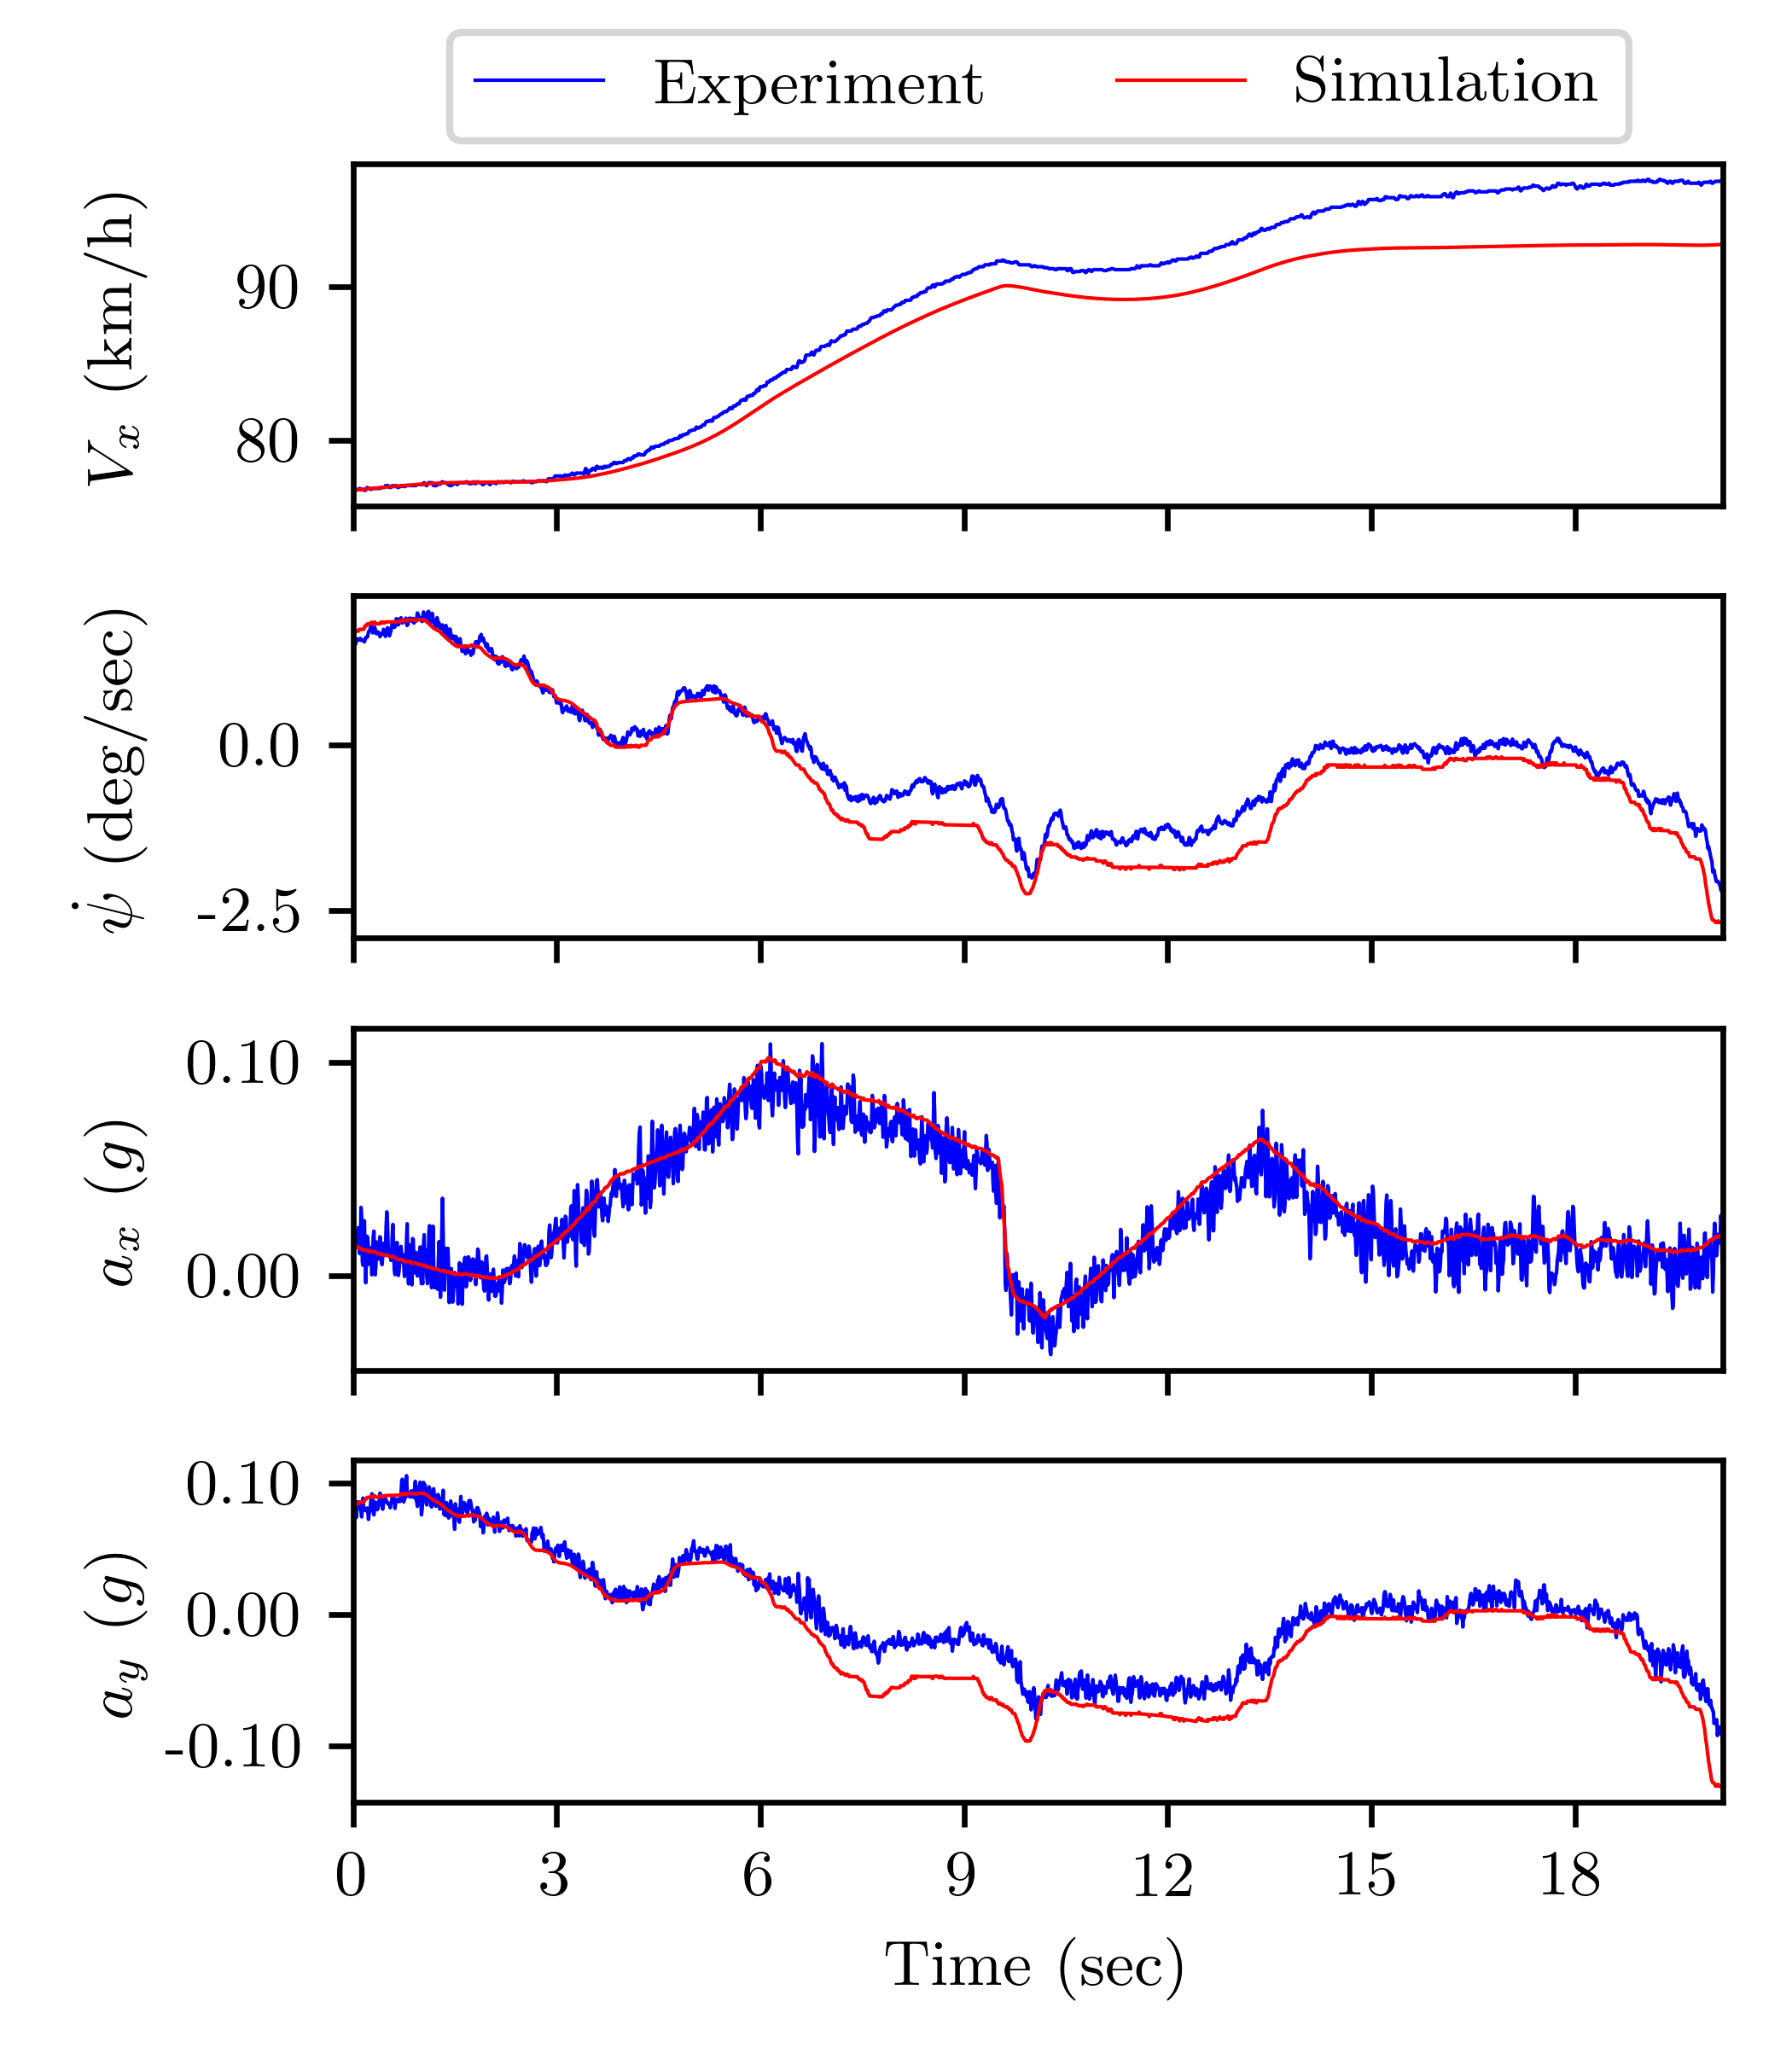 Experiment Simulation
V_x (km/h)
90
80
ψ̇ (deg/sec)
0.0
-2.5
a_x (g)
0.10
0.00
a_y (g)
0.10
0.00
-0.10
0 3 6 9 12 15 18
Time (sec)